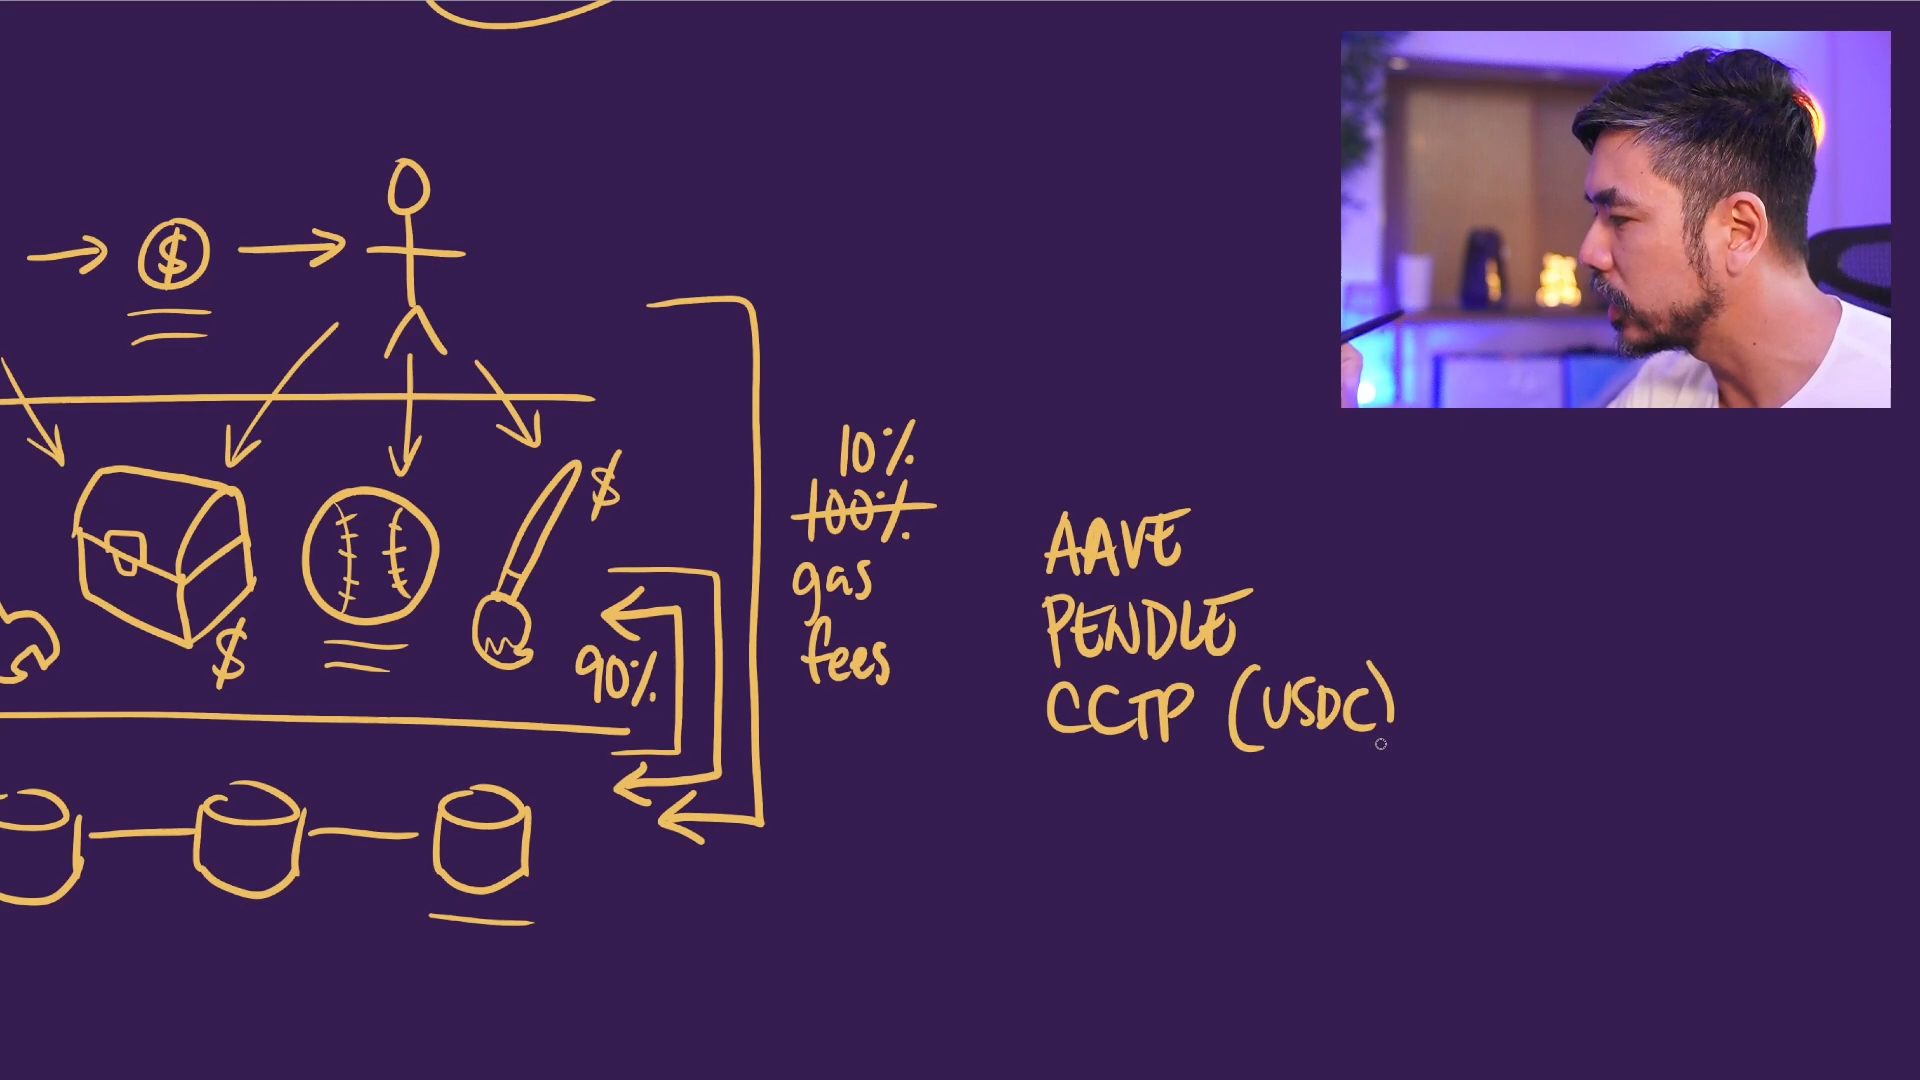 $
$
10%
100%
gas
fees
90%
$
AAVE
PENDLE
CCTP (USDC)